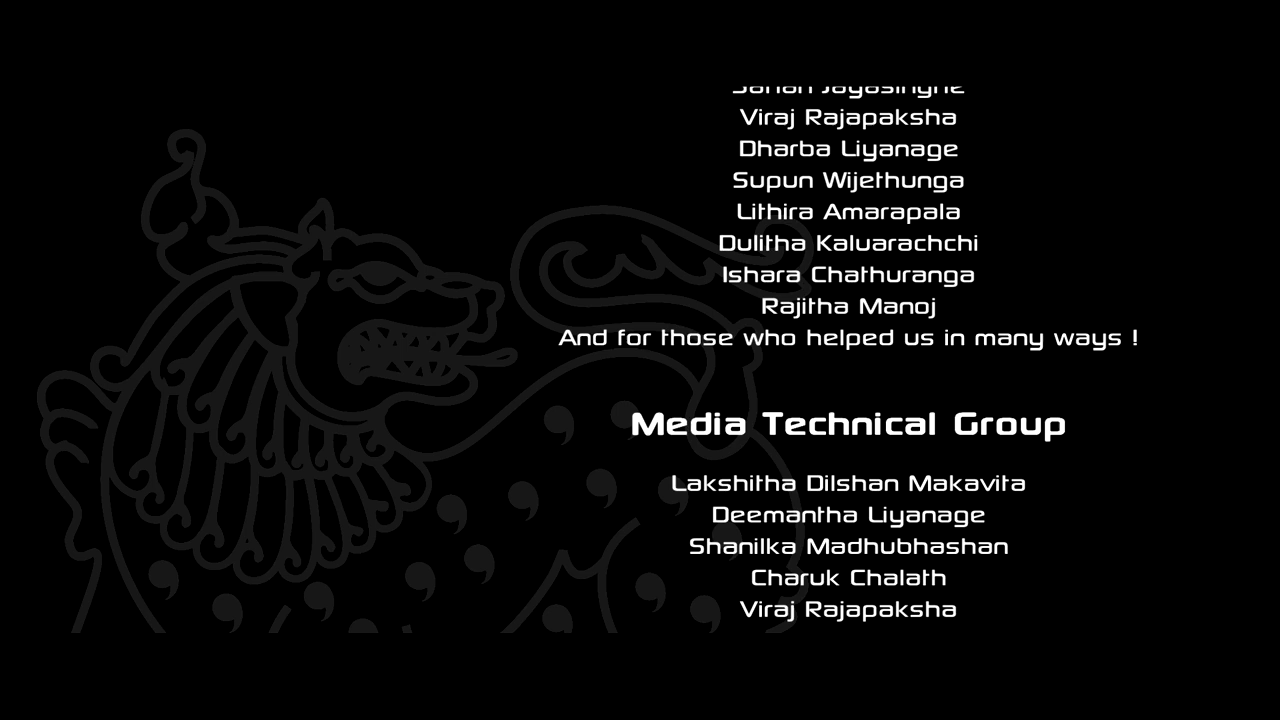 Viraj Rajapaksha
Dharba Liyanage
Supun Wijethunga
Lithira Amarapala
Dulitha Kaluarachchi
Ishara Chathuranga
Rajitha Manoj
And for those who helped us in many ways !
Media Technical Group
Lakshitha Dilshan Makavita
Deemantha Liyanage
Shanilka Madhubhashan
Charuk Chalath
Viraj Rajapaksha